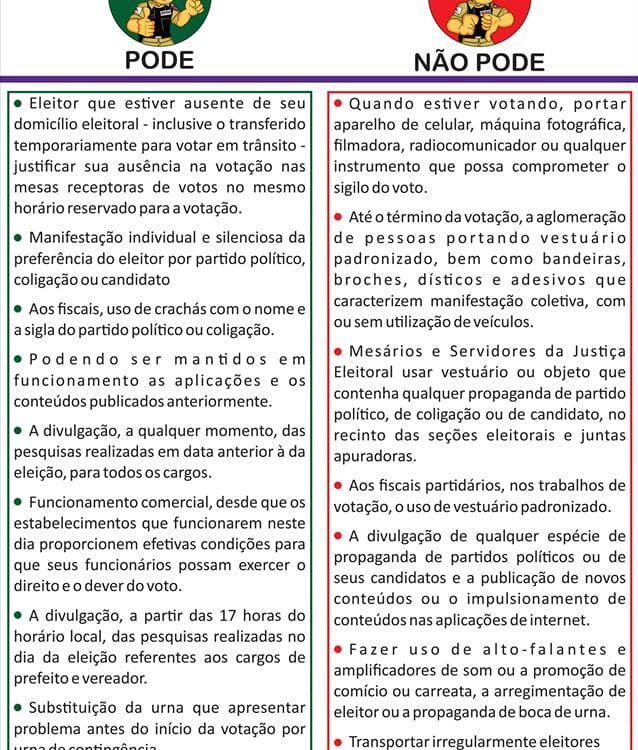 PODE
● Eleitor que estiver ausente de seu
domicílio eleitoral - inclusive o transferido
temporariamente para votar em trânsito -
justificar sua ausência na votação nas
mesas receptoras de votos no mesmo
horário reservado para a votação.
● Manifestação individual e silenciosa da
preferência do eleitor por partido político,
coligação ou candidato
● Aos fiscais, uso de crachás com o nome e
a sigla do partido político ou coligação.
● Podendo ser mantidos em
funcionamento as aplicações e os
conteúdos publicados anteriormente.
● A divulgação, a qualquer momento, das
pesquisas realizadas em data anterior à da
eleição, para todos os cargos.
● Funcionamento comercial, desde que os
estabelecimentos que funcionarem neste
dia proporcionem efetivas condições para
que seus funcionários possam exercer o
direito e o dever do voto.
● A divulgação, a partir das 17 horas do
horário local, das pesquisas realizadas no
dia da eleição referentes aos cargos de
prefeito e vereador.
● Substituição da urna que apresentar
problema antes do início da votação por
urna de contingência
NÃO PODE
● Quando estiver votando, portar
aparelho de celular, máquina fotográfica,
filmadora, radiocomunicador ou qualquer
instrumento que possa comprometer o
sigilo do voto.
● Até o término da votação, a aglomeração
de pessoas portando vestuário
padronizado, bem como bandeiras,
broches, dísticos e adesivos que
caracterizem manifestação coletiva, com
ou sem utilização de veículos.
● Mesários e Servidores da Justiça
Eleitoral usar vestuário ou objeto que
contenha qualquer propaganda de partido
político, de coligação ou de candidato, no
recinto das seções eleitorais e juntas
apuradoras.
● Aos fiscais partidários, nos trabalhos de
votação, o uso de vestuário padronizado.
● A divulgação de qualquer espécie de
propaganda de partidos políticos ou de
seus candidatos e a publicação de novos
conteúdos ou o impulsionamento de
conteúdos nas aplicações de internet.
● Fazer uso de alto-falantes e
amplificadores de som ou a promoção de
comício ou carreata, a arregimentação de
eleitor ou a propaganda de boca de urna.
● Transportar irregularmente eleitores